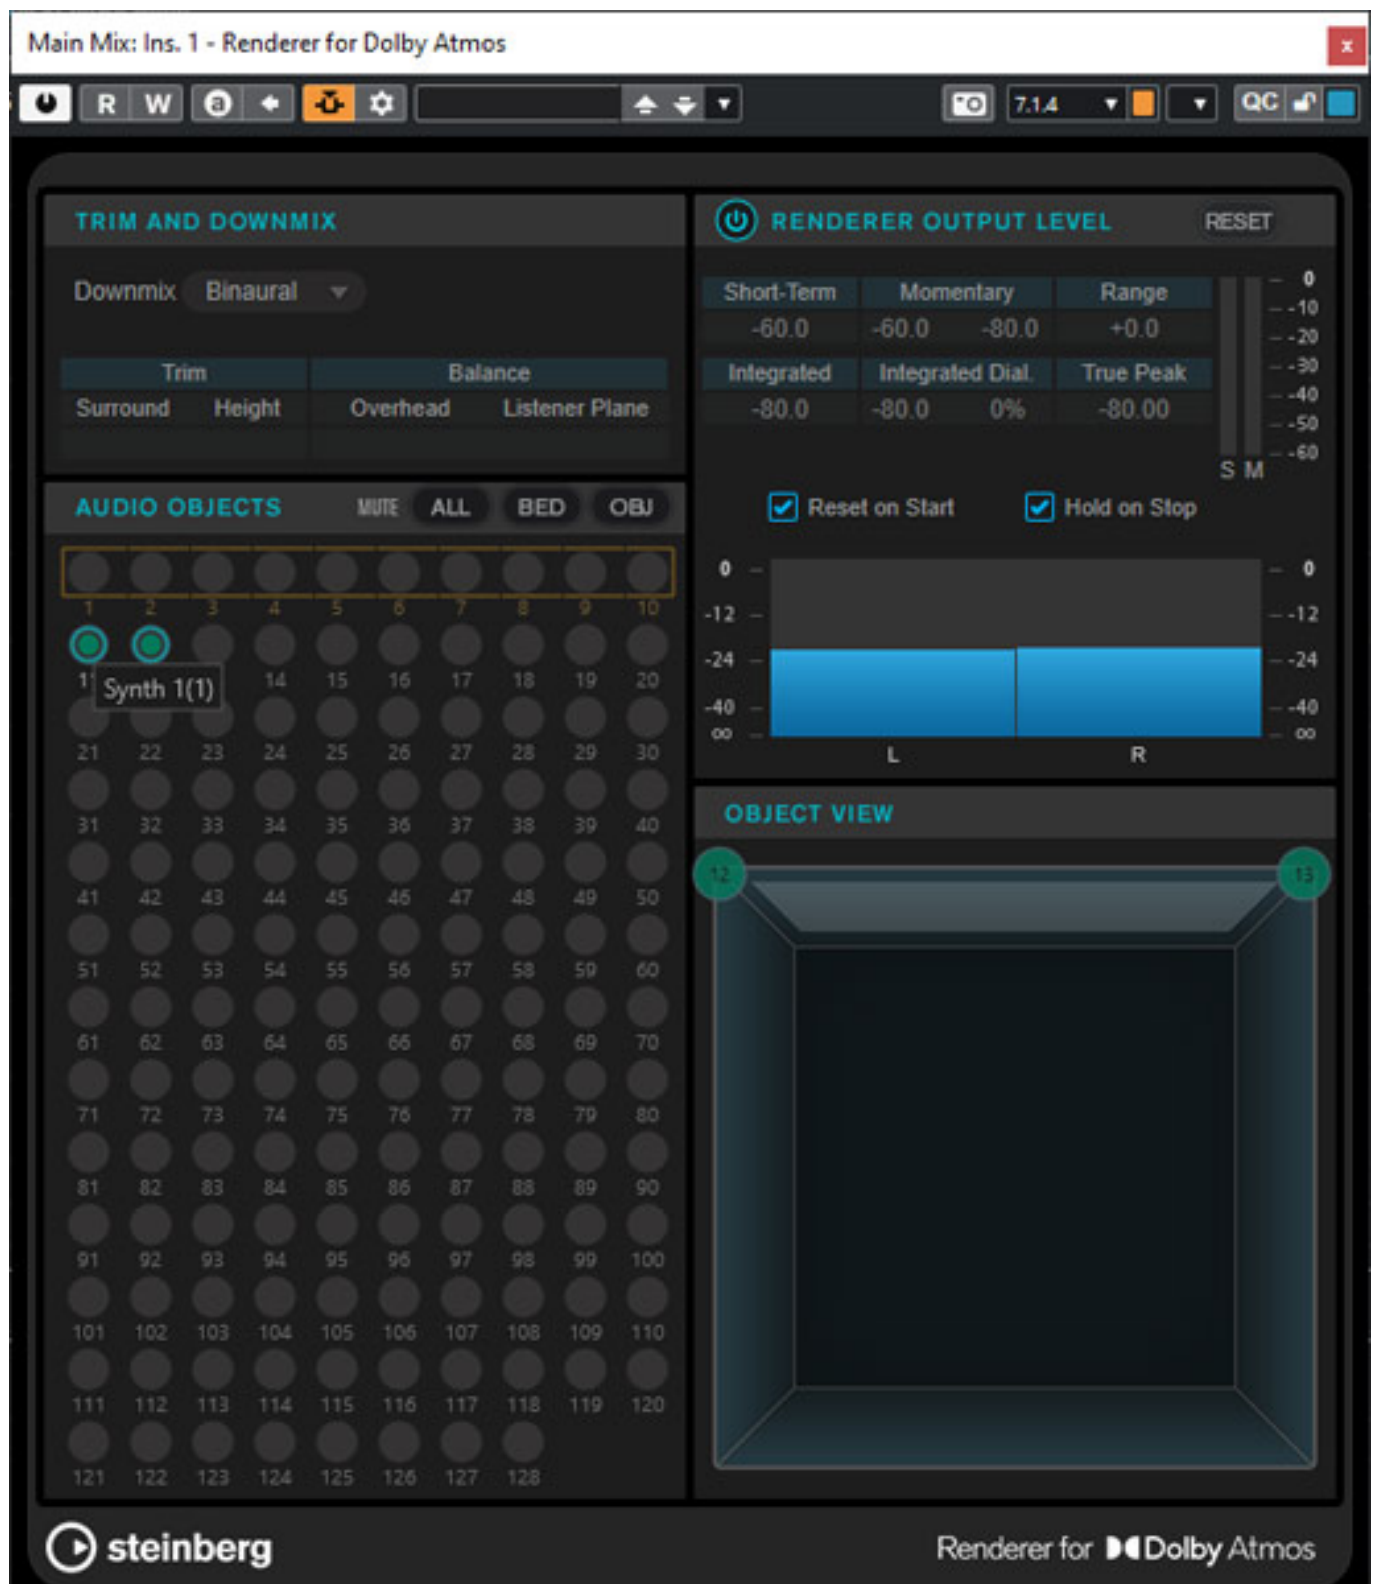 Main Mix: Ins. 1 - Renderer for Dolby Atmos x
R W a 7.1.4 QC
TRIM AND DOWNMIX
Downmix Binaural
Trim Balance
Surround Height Overhead Listener Plane
AUDIO OBJECTS MUTE ALL BED OBJ
1 2 3 4 5 6 7 8 9 10
Synth 1(1) 14 15 16 17 18 19 20
21 22 23 24 25 26 27 28 29 30
31 32 33 34 35 36 37 38 39 40
41 42 43 44 45 46 47 48 49 50
51 52 53 54 55 56 57 58 59 60
61 62 63 64 65 66 67 68 69 70
71 72 73 74 75 76 77 78 79 80
81 82 83 84 85 86 87 88 89 90
91 92 93 94 95 96 97 98 99 100
101 102 103 104 105 106 107 108 109 110
111 112 113 114 115 116 117 118 119 120
121 122 123 124 125 126 127 128
RENDERER OUTPUT LEVEL RESET
Short-Term Momentary Range
-60.0 -60.0 -80.0 +0.0
Integrated Integrated Dial. True Peak
-80.0 -80.0 0% -80.00
0
-10
-20
-30
-40
-50
-60
S M
Reset on Start Hold on Stop
0 0
-12 -12
-24 -24
-40 -40
∞ ∞
L R
OBJECT VIEW
12 13
steinberg
Renderer for Dolby Atmos